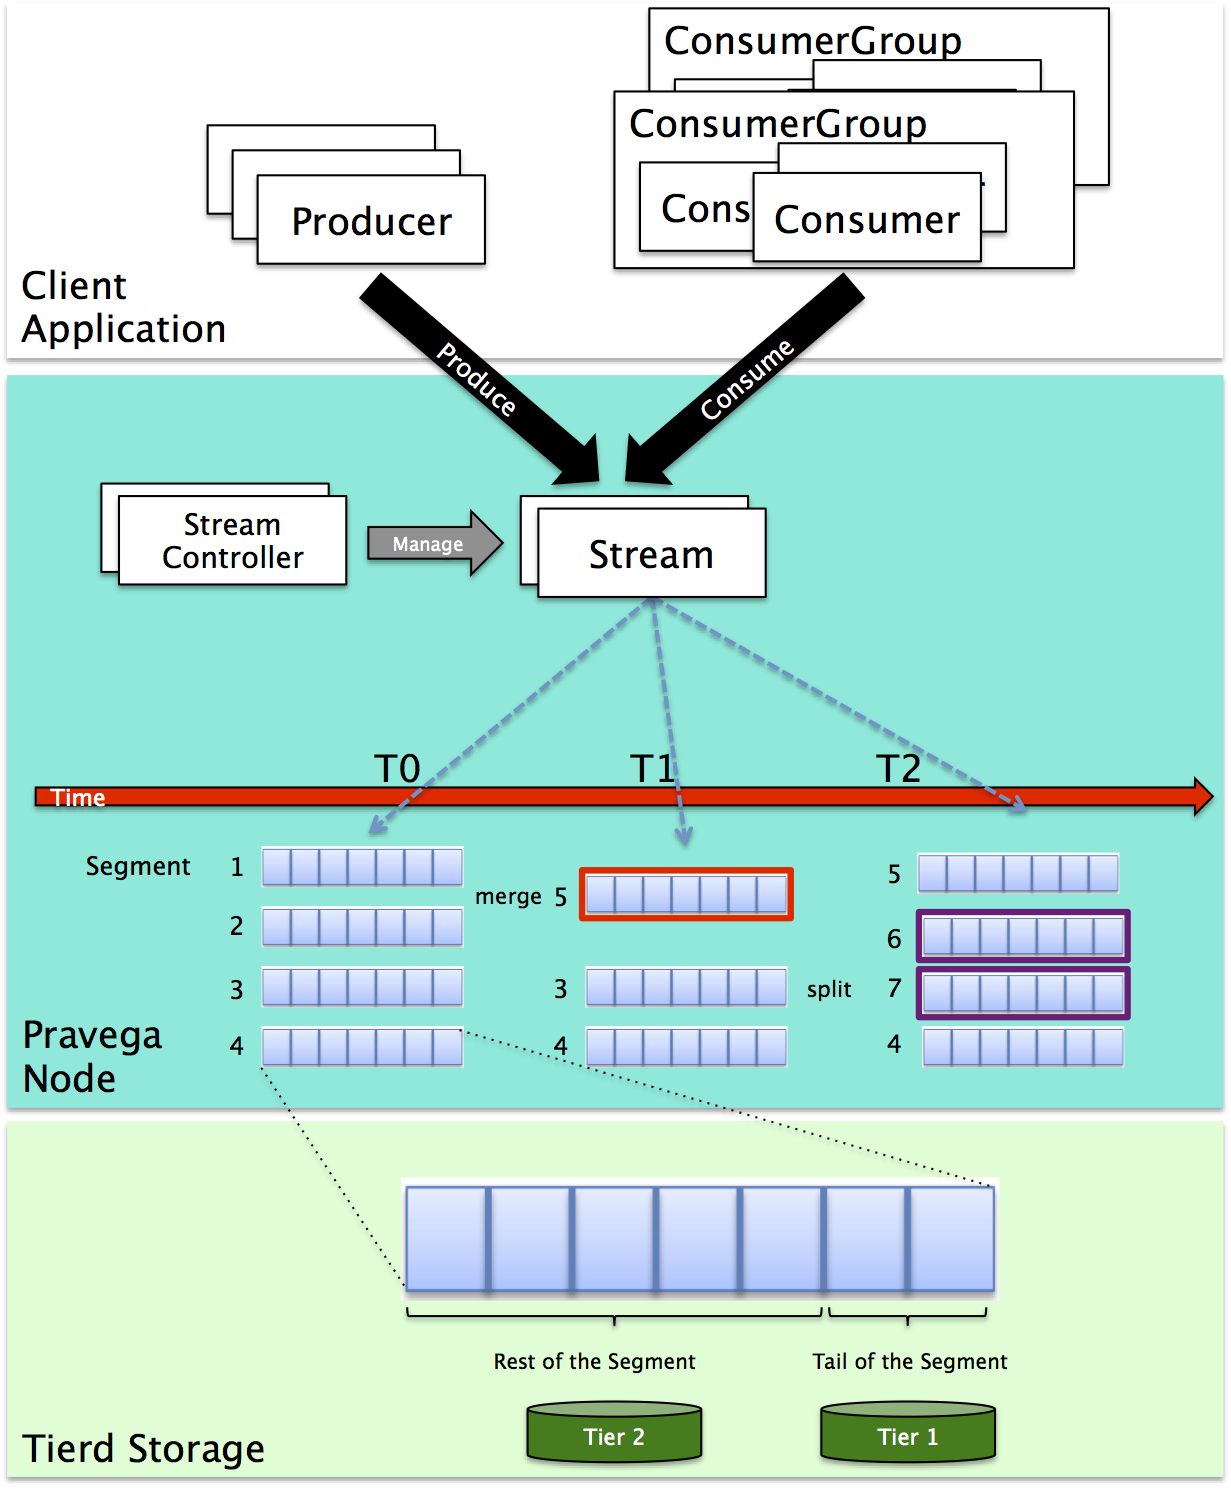 ConsumerGroup
ConsumerGroup
Cons
Consumer
Producer
Client
Application
Produce
Consume
Stream
Controller
Manage
Stream
T0
T1
T2
Time
Segment
1
2
3
4
merge
5
3
4
split
5
6
7
4
Pravega
Node
Rest of the Segment
Tail of the Segment
Tier 2
Tier 1
Tierd Storage